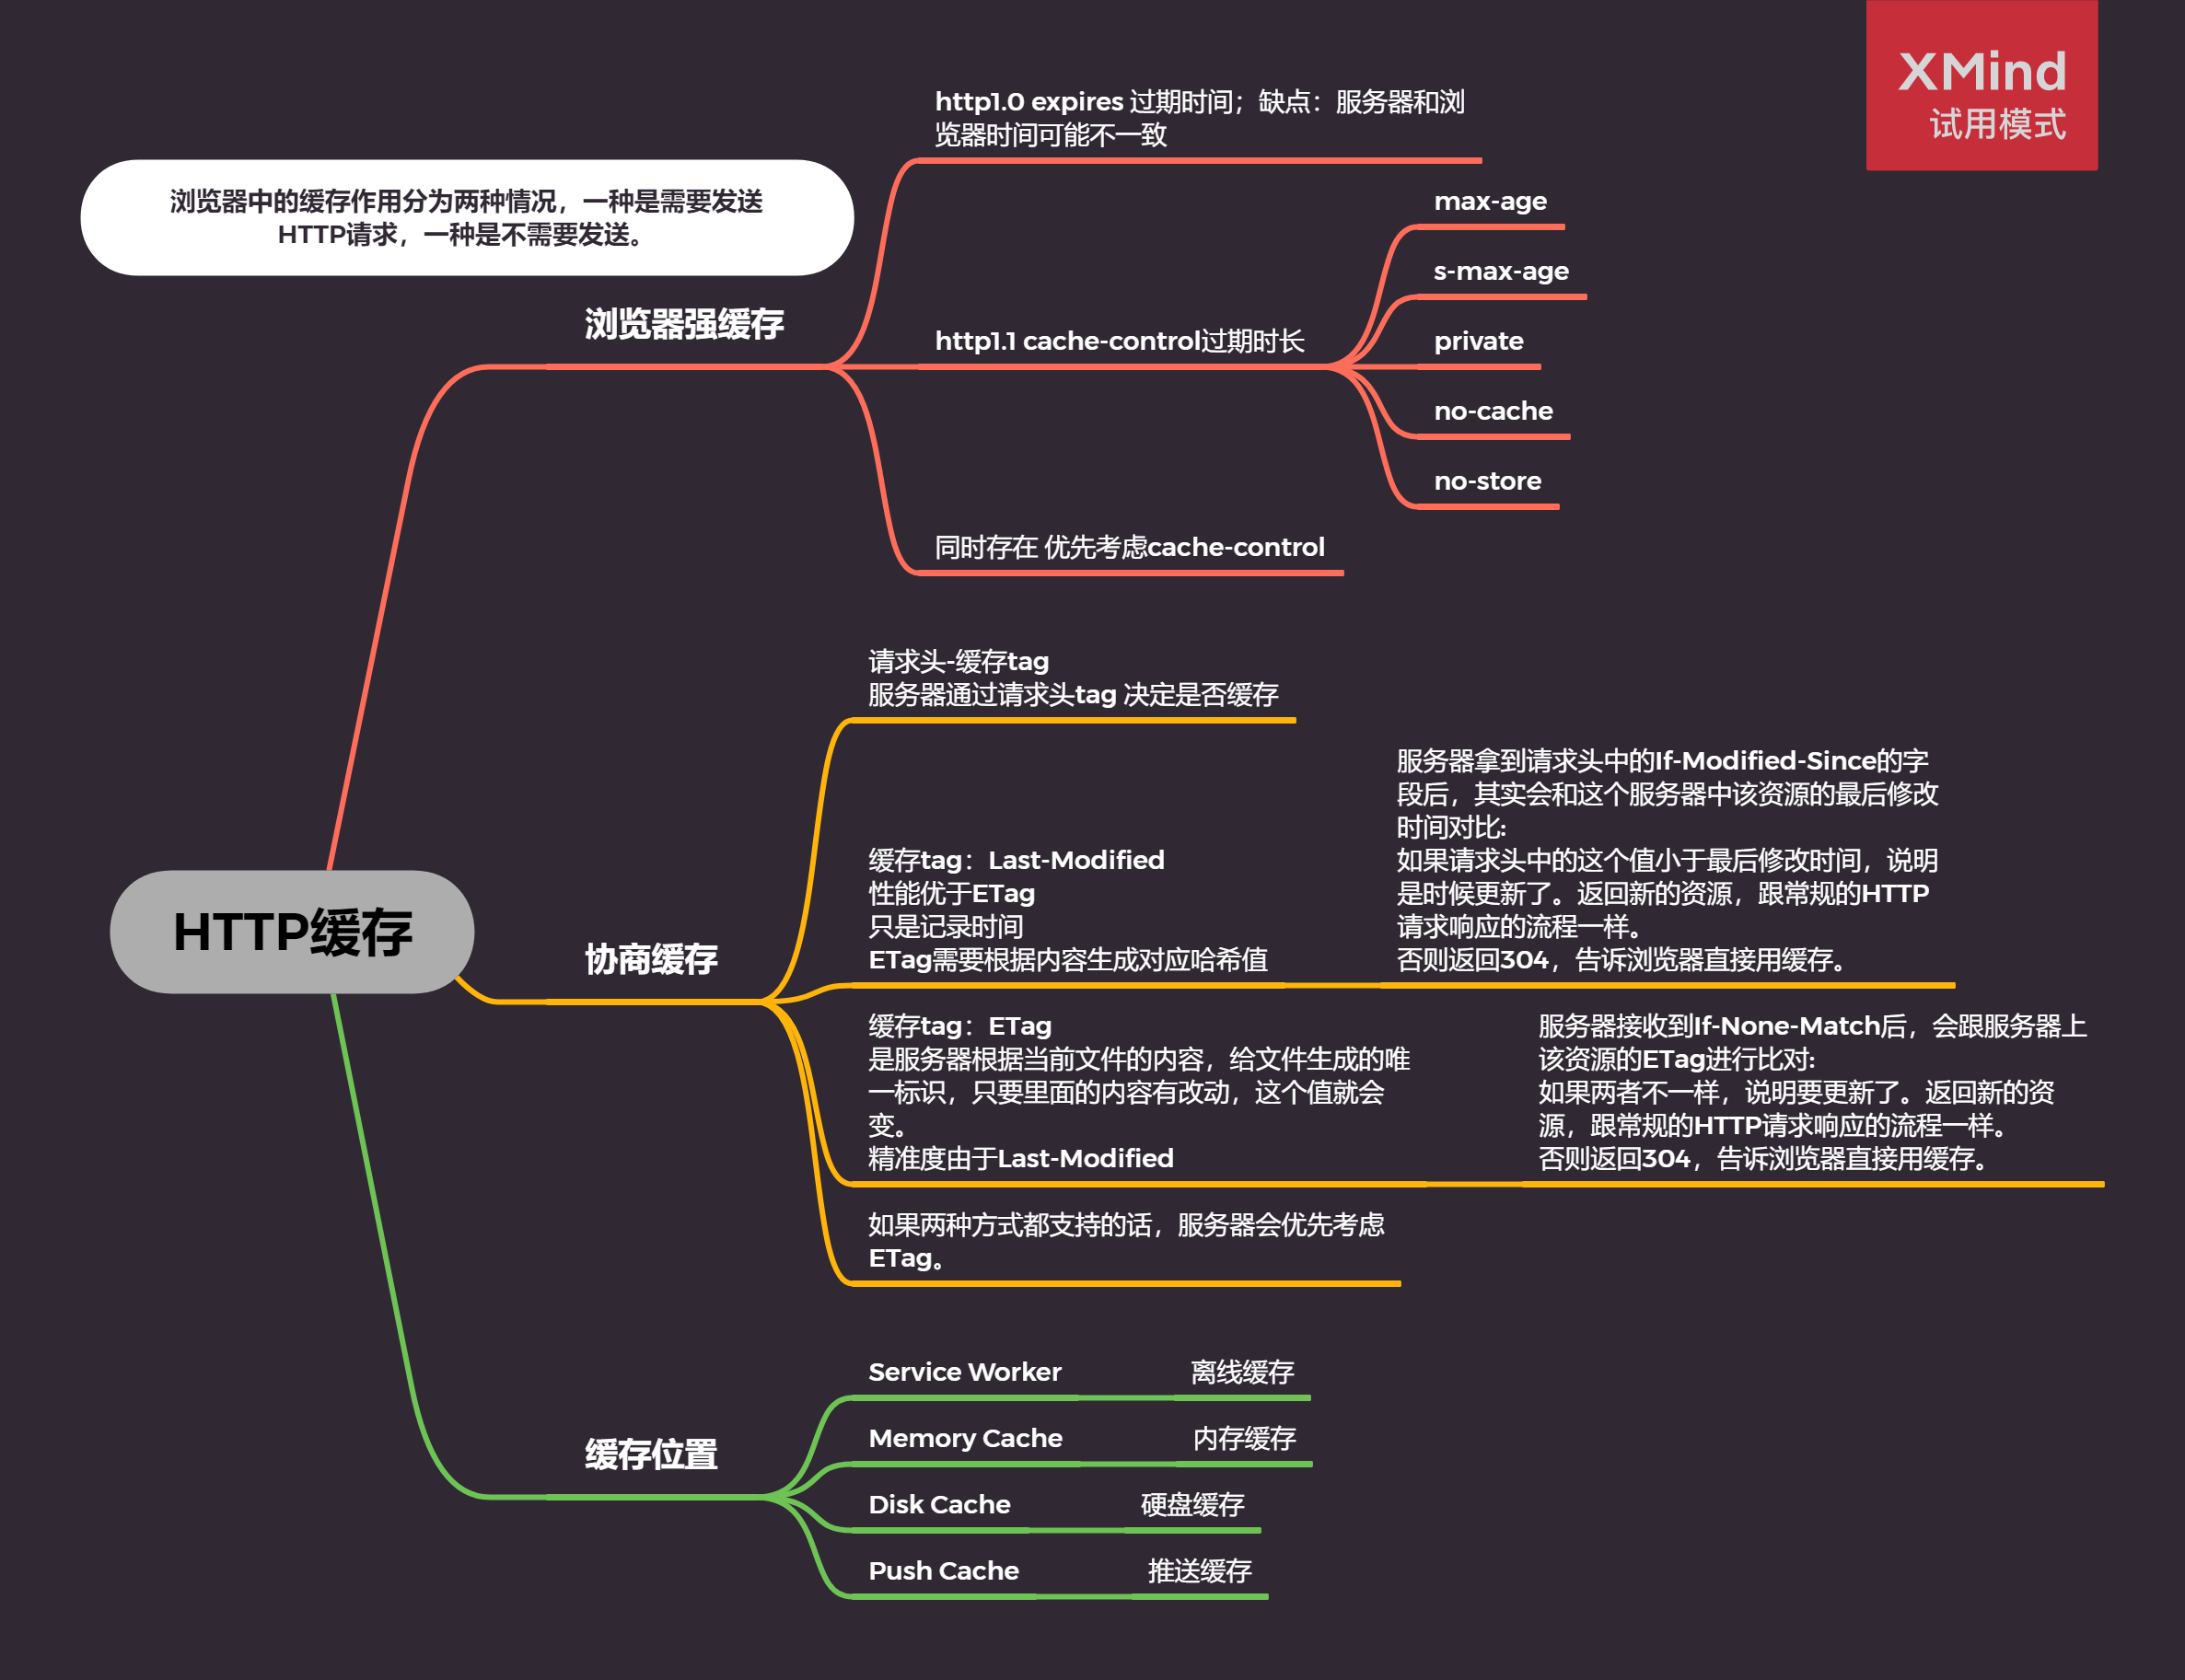 XMind
试用模式
浏览器中的缓存作用分为两种情况，一种是需要发送
HTTP请求，一种是不需要发送。
HTTP缓存
浏览器强缓存
http1.0 expires 过期时间；缺点：服务器和浏
览器时间可能不一致
http1.1 cache-control过期时长
max-age
s-max-age
private
no-cache
no-store
同时存在 优先考虑cache-control
协商缓存
请求头-缓存tag
服务器通过请求头tag 决定是否缓存
缓存tag：Last-Modified
性能优于ETag
只是记录时间
ETag需要根据内容生成对应哈希值
服务器拿到请求头中的If-Modified-Since的字
段后，其实会和这个服务器中该资源的最后修改
时间对比:
如果请求头中的这个值小于最后修改时间，说明
是时候更新了。返回新的资源，跟常规的HTTP
请求响应的流程一样。
否则返回304，告诉浏览器直接用缓存。
缓存tag：ETag
是服务器根据当前文件的内容，给文件生成的唯
一标识，只要里面的内容有改动，这个值就会
变。
精准度由于Last-Modified
服务器接收到If-None-Match后，会跟服务器上
该资源的ETag进行比对:
如果两者不一样，说明要更新了。返回新的资
源，跟常规的HTTP请求响应的流程一样。
否则返回304，告诉浏览器直接用缓存。
如果两种方式都支持的话，服务器会优先考虑
ETag。
缓存位置
Service Worker
离线缓存
Memory Cache
内存缓存
Disk Cache
硬盘缓存
Push Cache
推送缓存